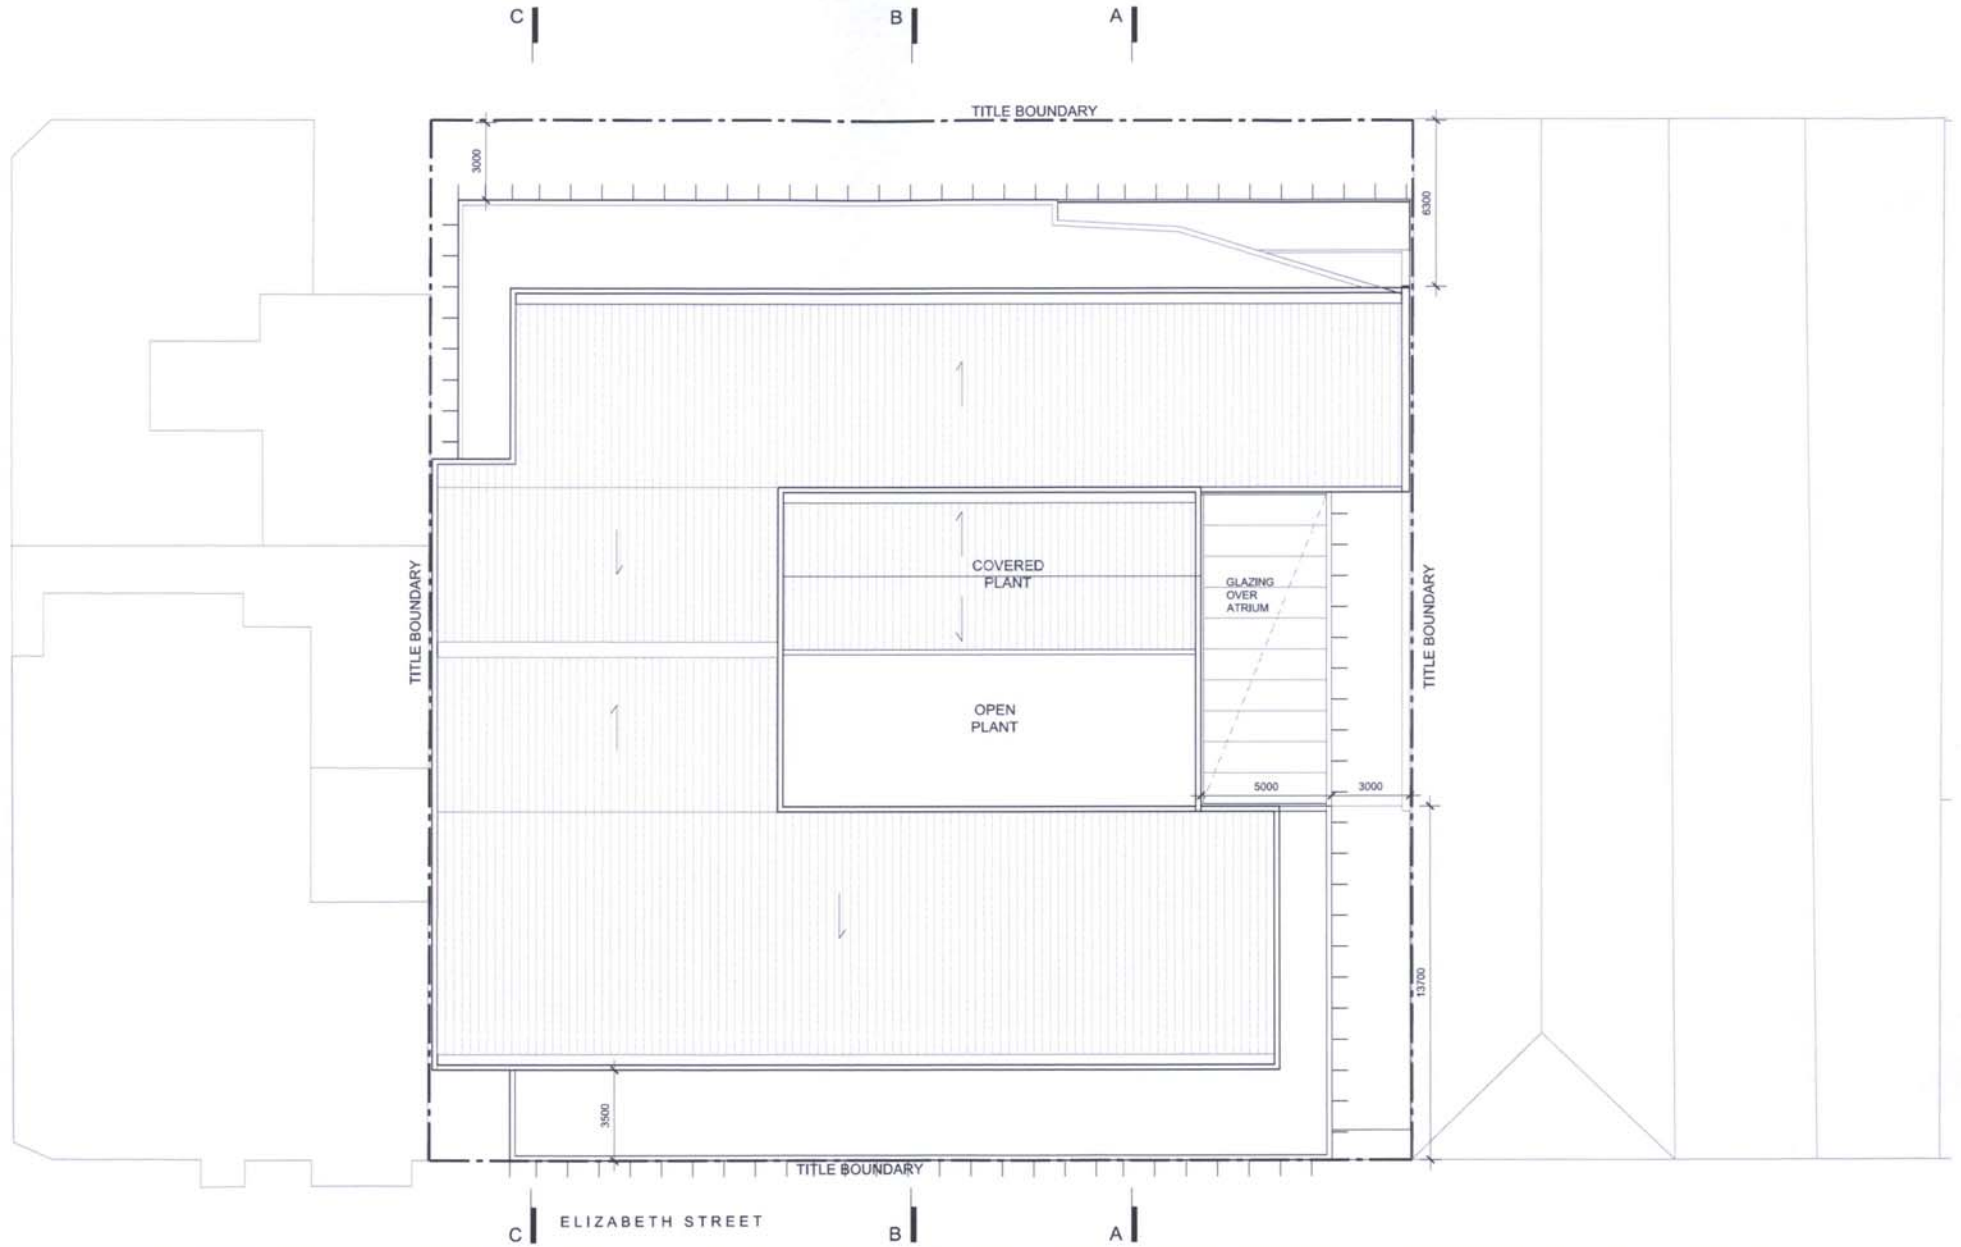 C
B
A
TITLE BOUNDARY
3000
6300
TITLE BOUNDARY
COVERED
PLANT
GLAZING
OVER
ATRIUM
TITLE BOUNDARY
OPEN
PLANT
5000
3000
13700
3500
TITLE BOUNDARY
C
ELIZABETH STREET
B
A